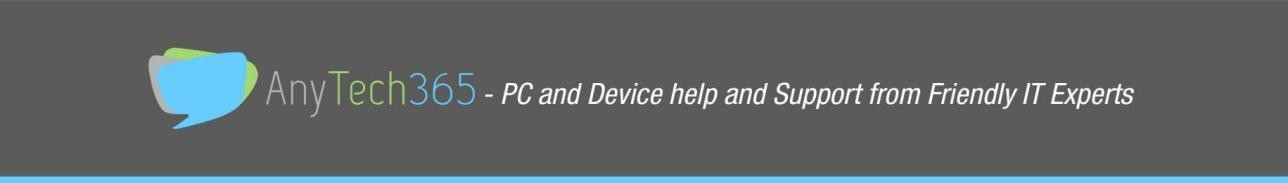 AnyTech365 - PC and Device help and Support from Friendly IT Experts